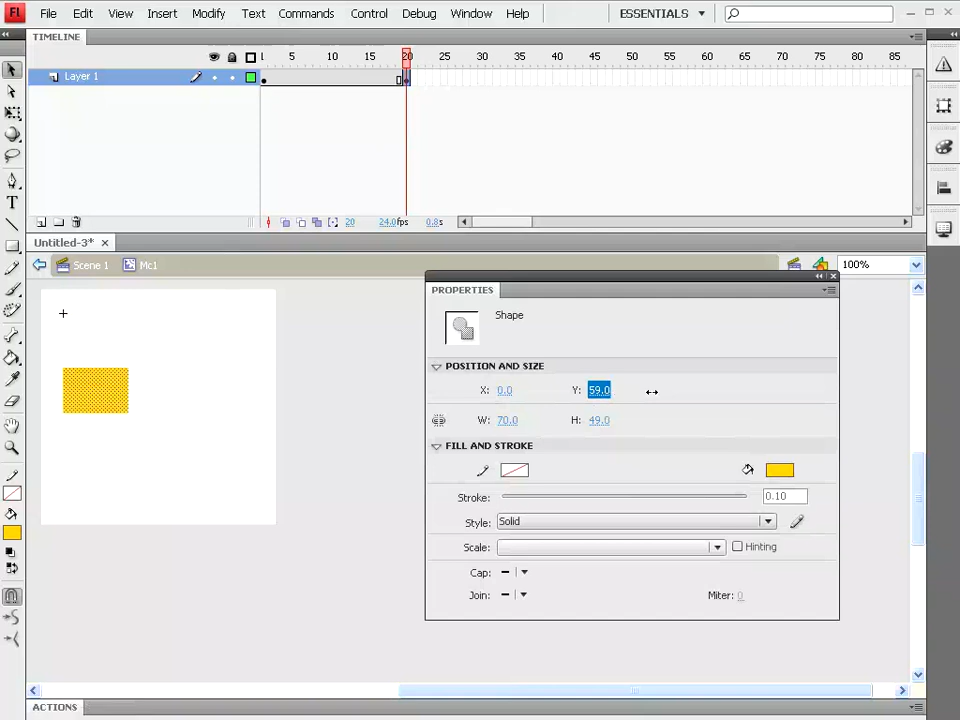 Fl File Edit View Insert Modify Text Commands Control Debug Window Help ESSENTIALS
TIMELINE
1 5 10 15 20 25 30 35 40 45 50 55 60 65 70 75 80 85
Layer 1
20 24.0fps 0.8s
Untitled-3*
Scene 1 Mc1 100%
PROPERTIES
Shape
POSITION AND SIZE
X: 0.0 Y: 59.0
W: 70.0 H: 49.0
FILL AND STROKE
Stroke: 0.10
Style: Solid
Scale: Hinting
Cap:
Join: Miter: 0
ACTIONS